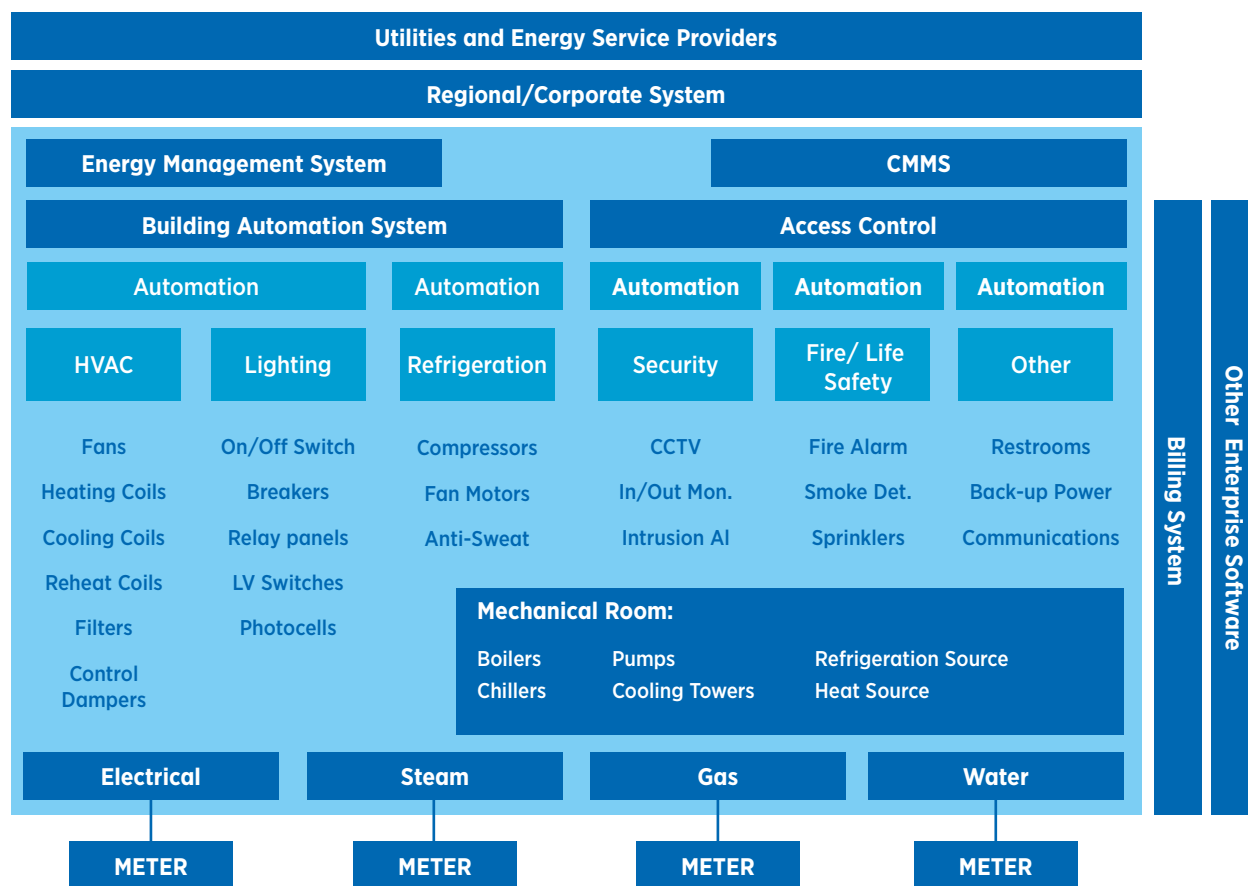 Utilities and Energy Service Providers
Regional/Corporate System
Energy Management System
CMMS
Building Automation System
Access Control
Automation
Automation
Automation
Automation
Automation
HVAC
Lighting
Refrigeration
Security
Fire/ Life
Safety
Other
Fans
Heating Coils
Cooling Coils
Reheat Coils
Filters
Control
Dampers
On/Off Switch
Breakers
Relay panels
LV Switches
Photocells
Compressors
Fan Motors
Anti-Sweat
CCTV
In/Out Mon.
Intrusion Al
Fire Alarm
Smoke Det.
Sprinklers
Restrooms
Back-up Power
Communications
Mechanical Room:
Boilers
Chillers
Pumps
Cooling Towers
Refrigeration Source
Heat Source
Electrical
Steam
Gas
Water
METER
METER
METER
METER
Billing System
Other Enterprise Software